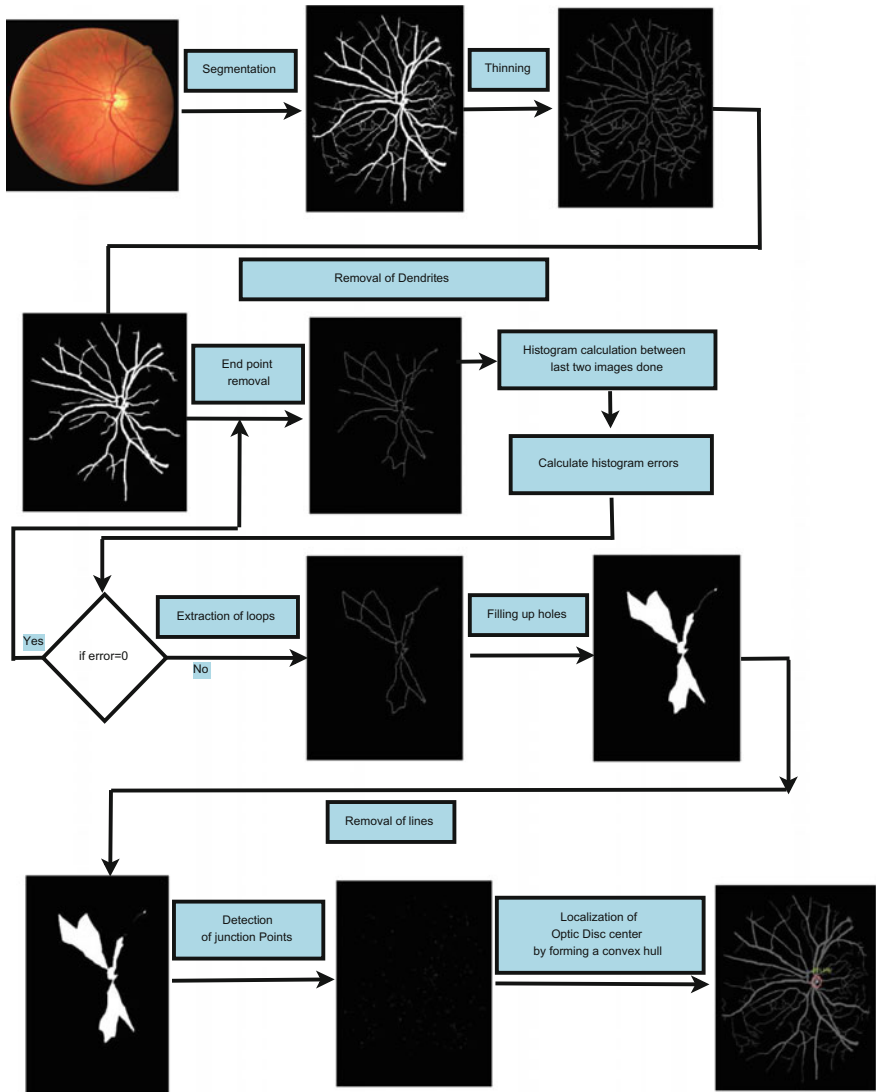 Segmentation
Thinning
Removal of Dendrites
End point
removal
Histogram calculation between
last two images done
Calculate histogram errors
Yes
if error=0
No
Extraction of loops
Filling up holes
Removal of lines
Detection
of junction Points
Localization of
Optic Disc center
by forming a convex hull